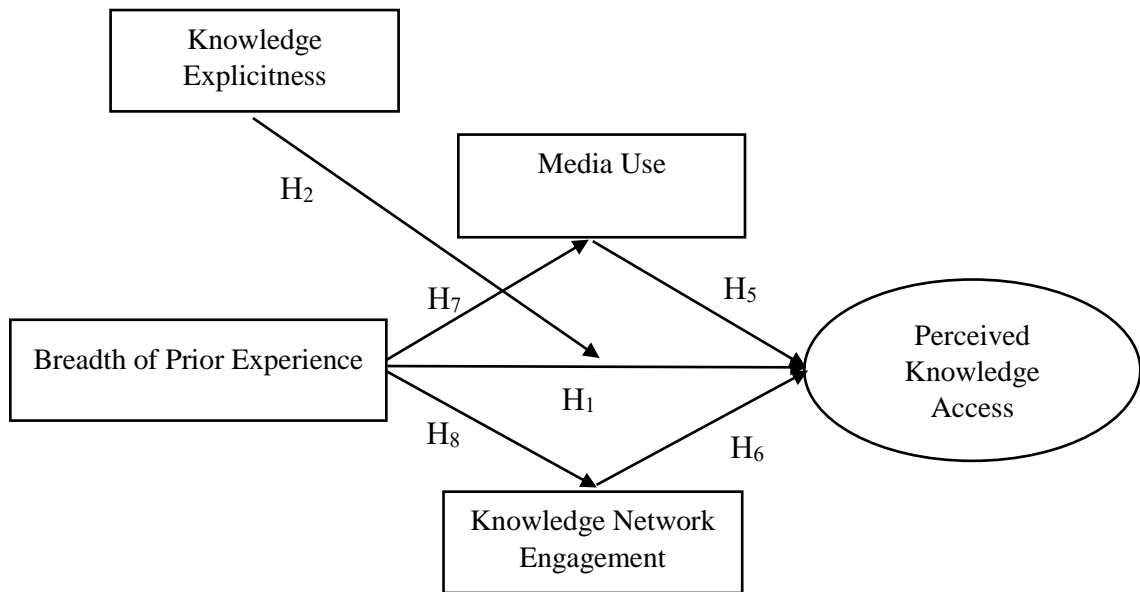 Knowledge
Explicitness
Media Use
H₂
H₇
H₅
Breadth of Prior Experience
Perceived
Knowledge
Access
H₁
H₈
H₆
Knowledge Network
Engagement